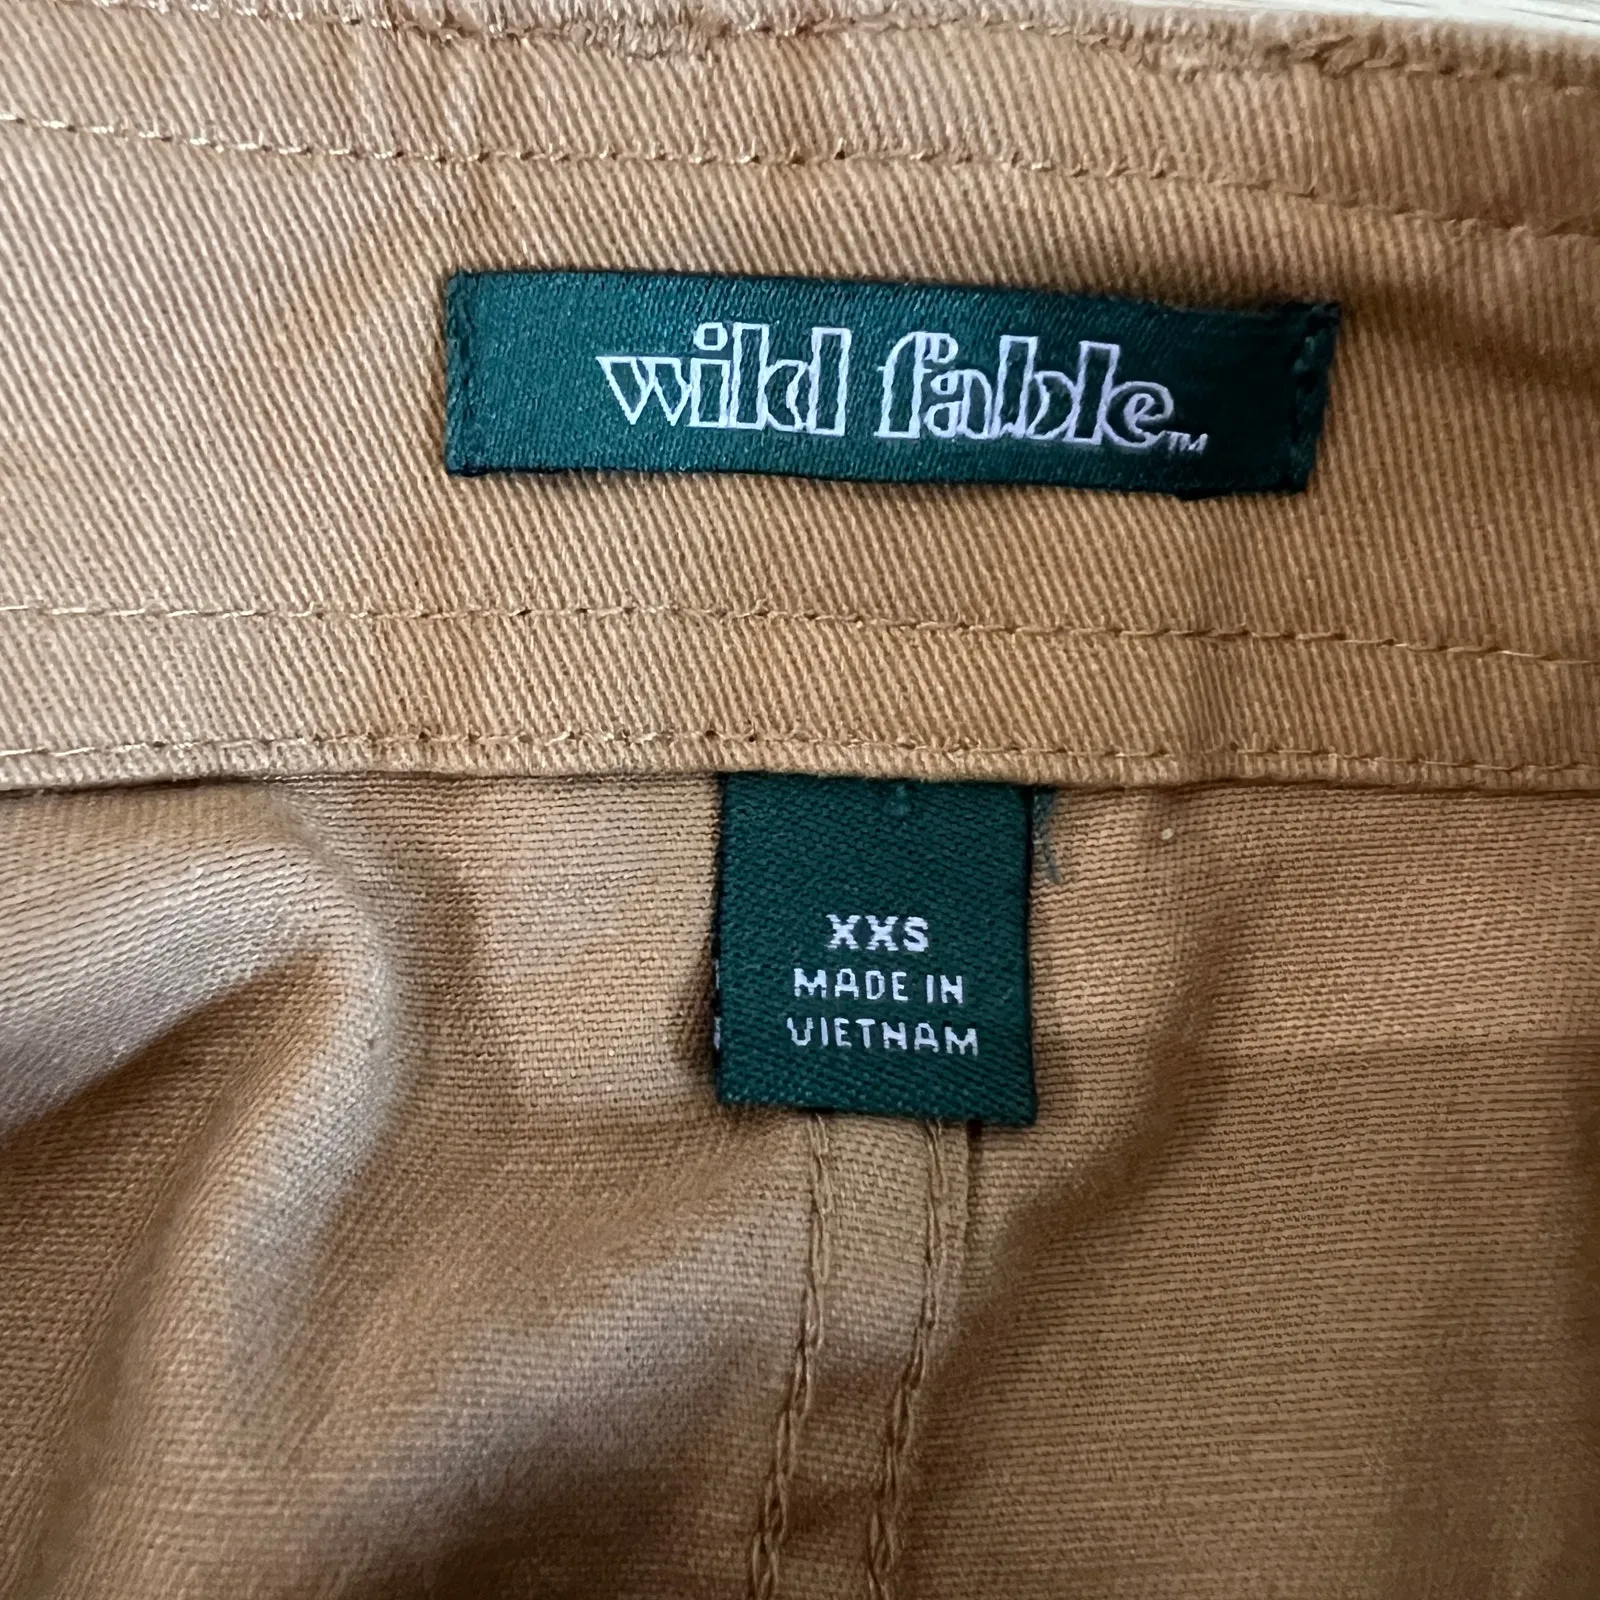 wild fable™
XXS
MADE IN
VIETNAM